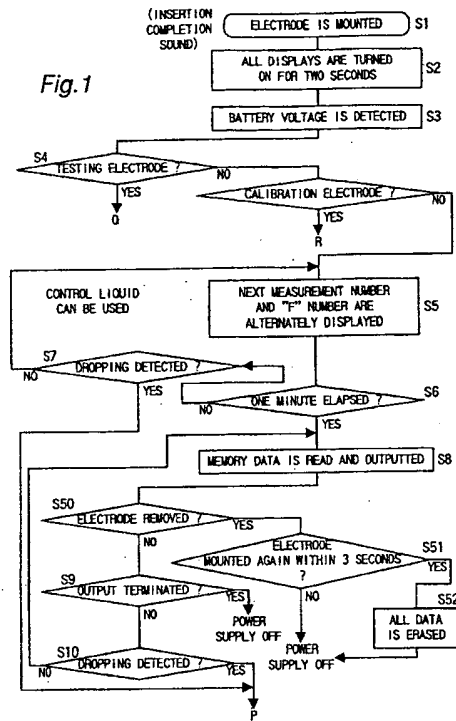 (INSERTION
COMPLETION
SOUND)
ELECTRODE IS MOUNTED
S1
ALL DISPLAYS ARE TURNED
ON FOR TWO SECONDS
S2
Fig.1
BATTERY VOLTAGE IS DETECTED
S3
S4
TESTING ELECTRODE ?
NO
YES
Q
CALIBRATION ELECTRODE ?
NO
YES
R
CONTROL LIQUID
CAN BE USED
NEXT MEASUREMENT NUMBER
AND "F" NUMBER ARE
ALTERNATELY DISPLAYED
S5
S7
DROPPING DETECTED ?
NO
YES
S6
ONE MINUTE ELAPSED ?
NO
YES
MEMORY DATA IS READ AND OUTPUTTED
S8
S50
ELECTRODE REMOVED ?
YES
NO
ELECTRODE
MOUNTED AGAIN WITHIN 3 SECONDS
?
S51
YES
NO
S9
OUTPUT TERMINATED ?
YES
NO
POWER
SUPPLY OFF
S52
ALL DATA
IS ERASED
POWER
SUPPLY OFF
S10
DROPPING DETECTED ?
NO
YES
P